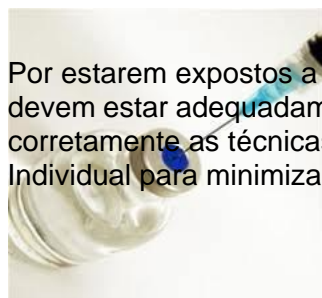 Por estarem expostos a
devem estar adequadam
corretamente as técnica
Individual para minimiza